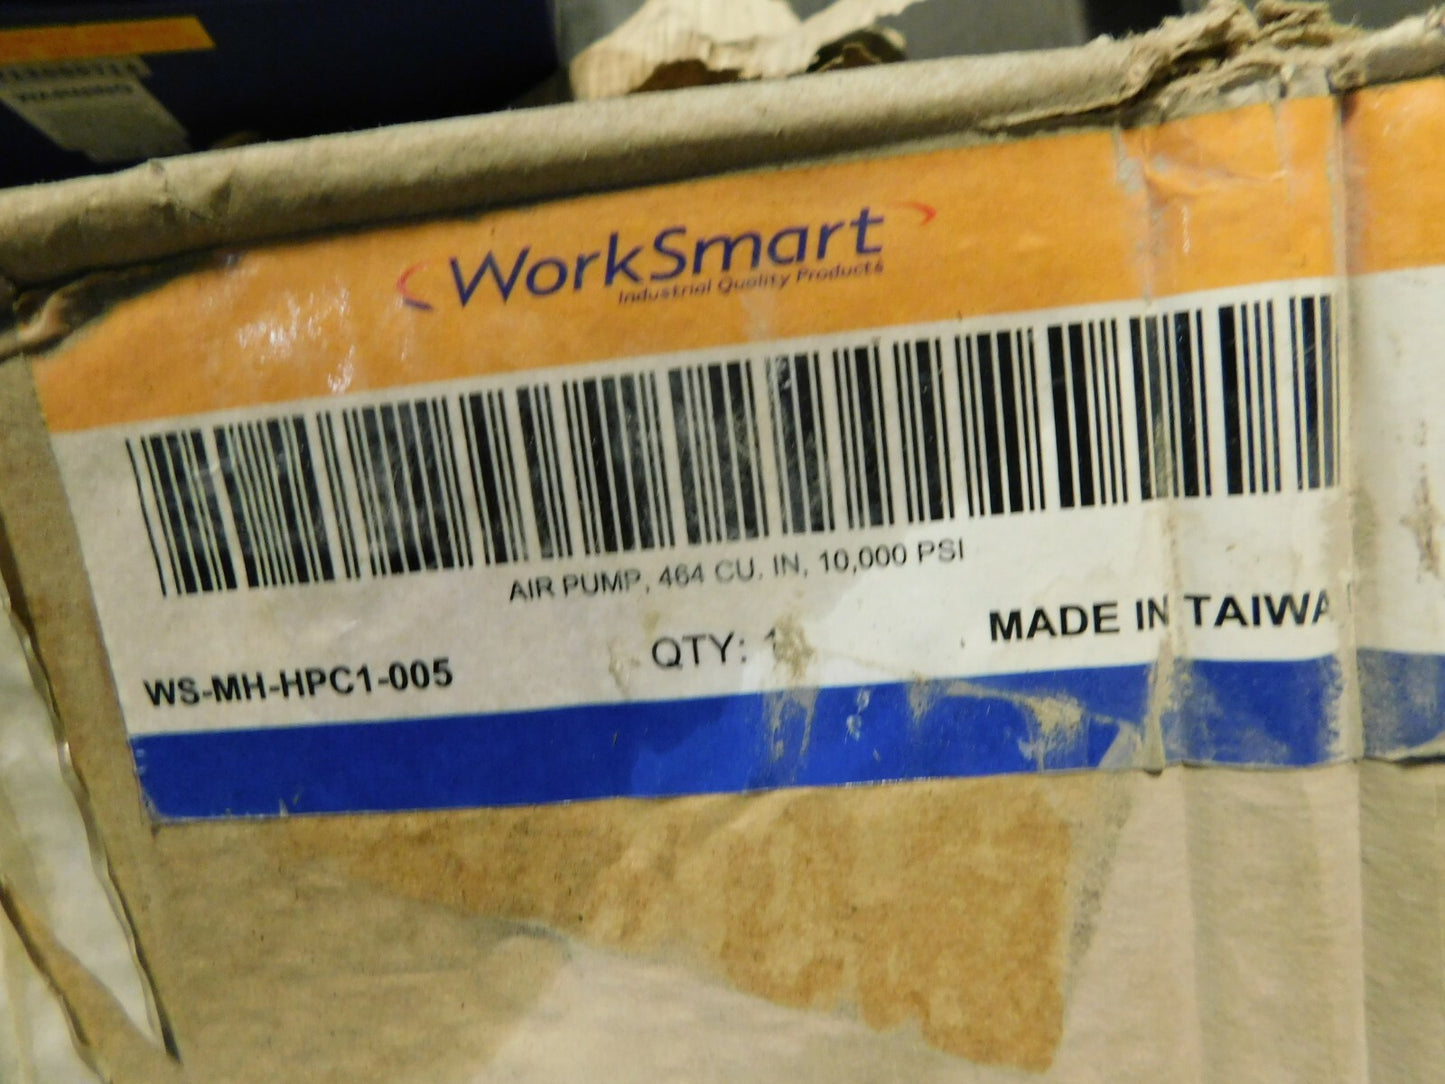 WARNING
WorkSmart
Industrial Quality Products
AIR PUMP, 464 CU. IN, 10,000 PSI
QTY: 1
MADE IN TAIWA
WS-MH-HPC1-005